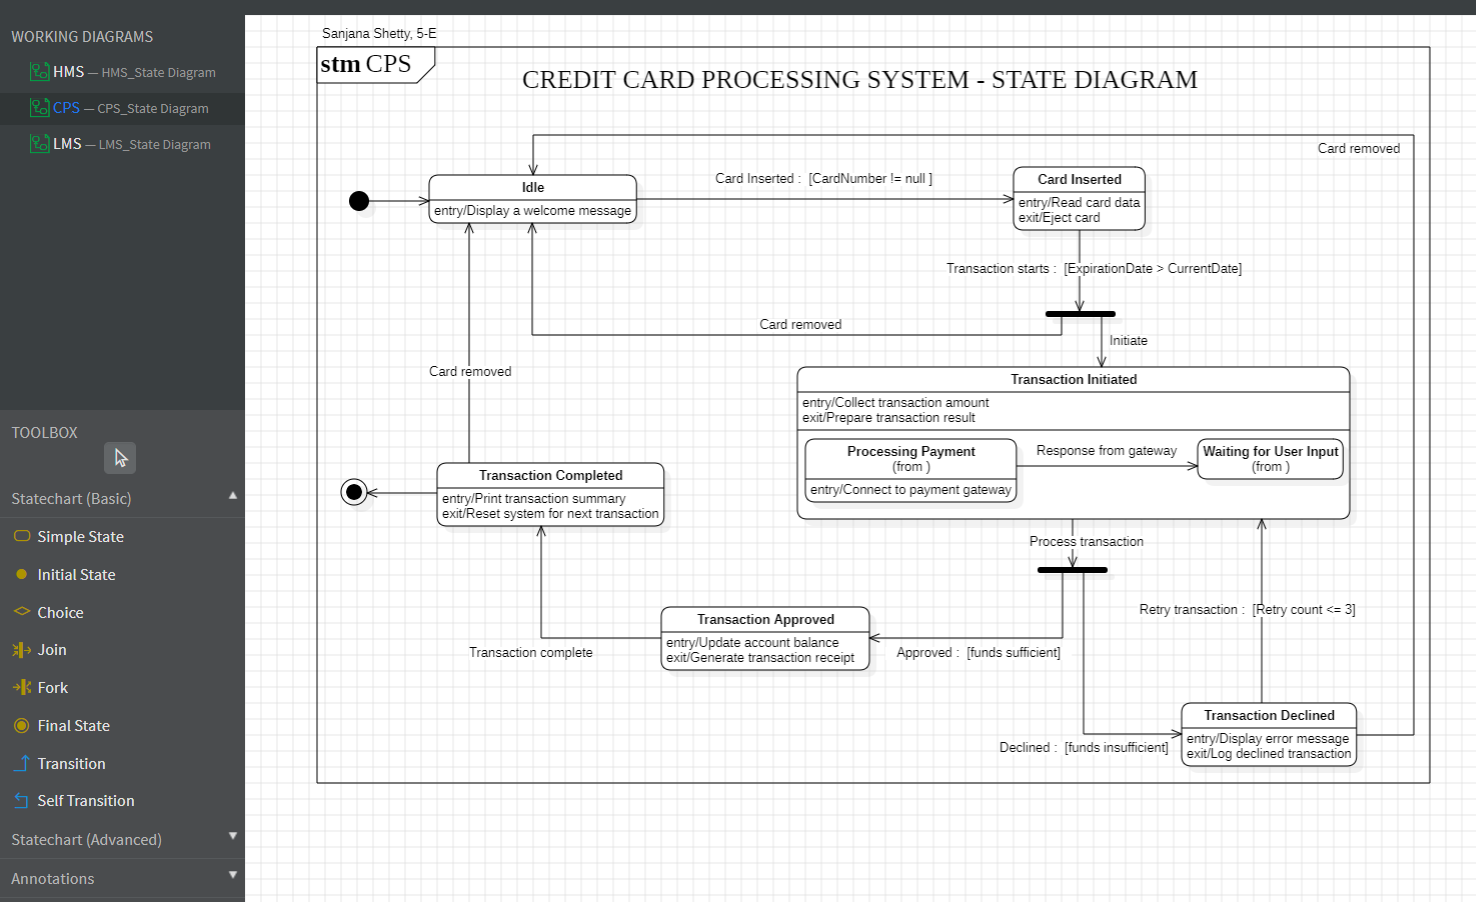 WORKING DIAGRAMS
HMS — HMS_State Diagram
CPS — CPS_State Diagram
LMS — LMS_State Diagram
TOOLBOX
Statechart (Basic)
Simple State
Initial State
Choice
Join
Fork
Final State
Transition
Self Transition
Statechart (Advanced)
Annotations
Sanjana Shetty, 5-E
stm CPS
CREDIT CARD PROCESSING SYSTEM - STATE DIAGRAM
Card removed
Idle
entry/Display a welcome message
Card Inserted : [CardNumber != null ]
Card Inserted
entry/Read card data
exit/Eject card
Transaction starts : [ExpirationDate > CurrentDate]
Card removed
Initiate
Card removed
Transaction Initiated
entry/Collect transaction amount
exit/Prepare transaction result
Processing Payment
(from )
entry/Connect to payment gateway
Response from gateway
Waiting for User Input
(from )
Transaction Completed
entry/Print transaction summary
exit/Reset system for next transaction
Process transaction
Retry transaction : [Retry count <= 3]
Transaction Approved
entry/Update account balance
exit/Generate transaction receipt
Transaction complete
Approved : [funds sufficient]
Declined : [funds insufficient]
Transaction Declined
entry/Display error message
exit/Log declined transaction